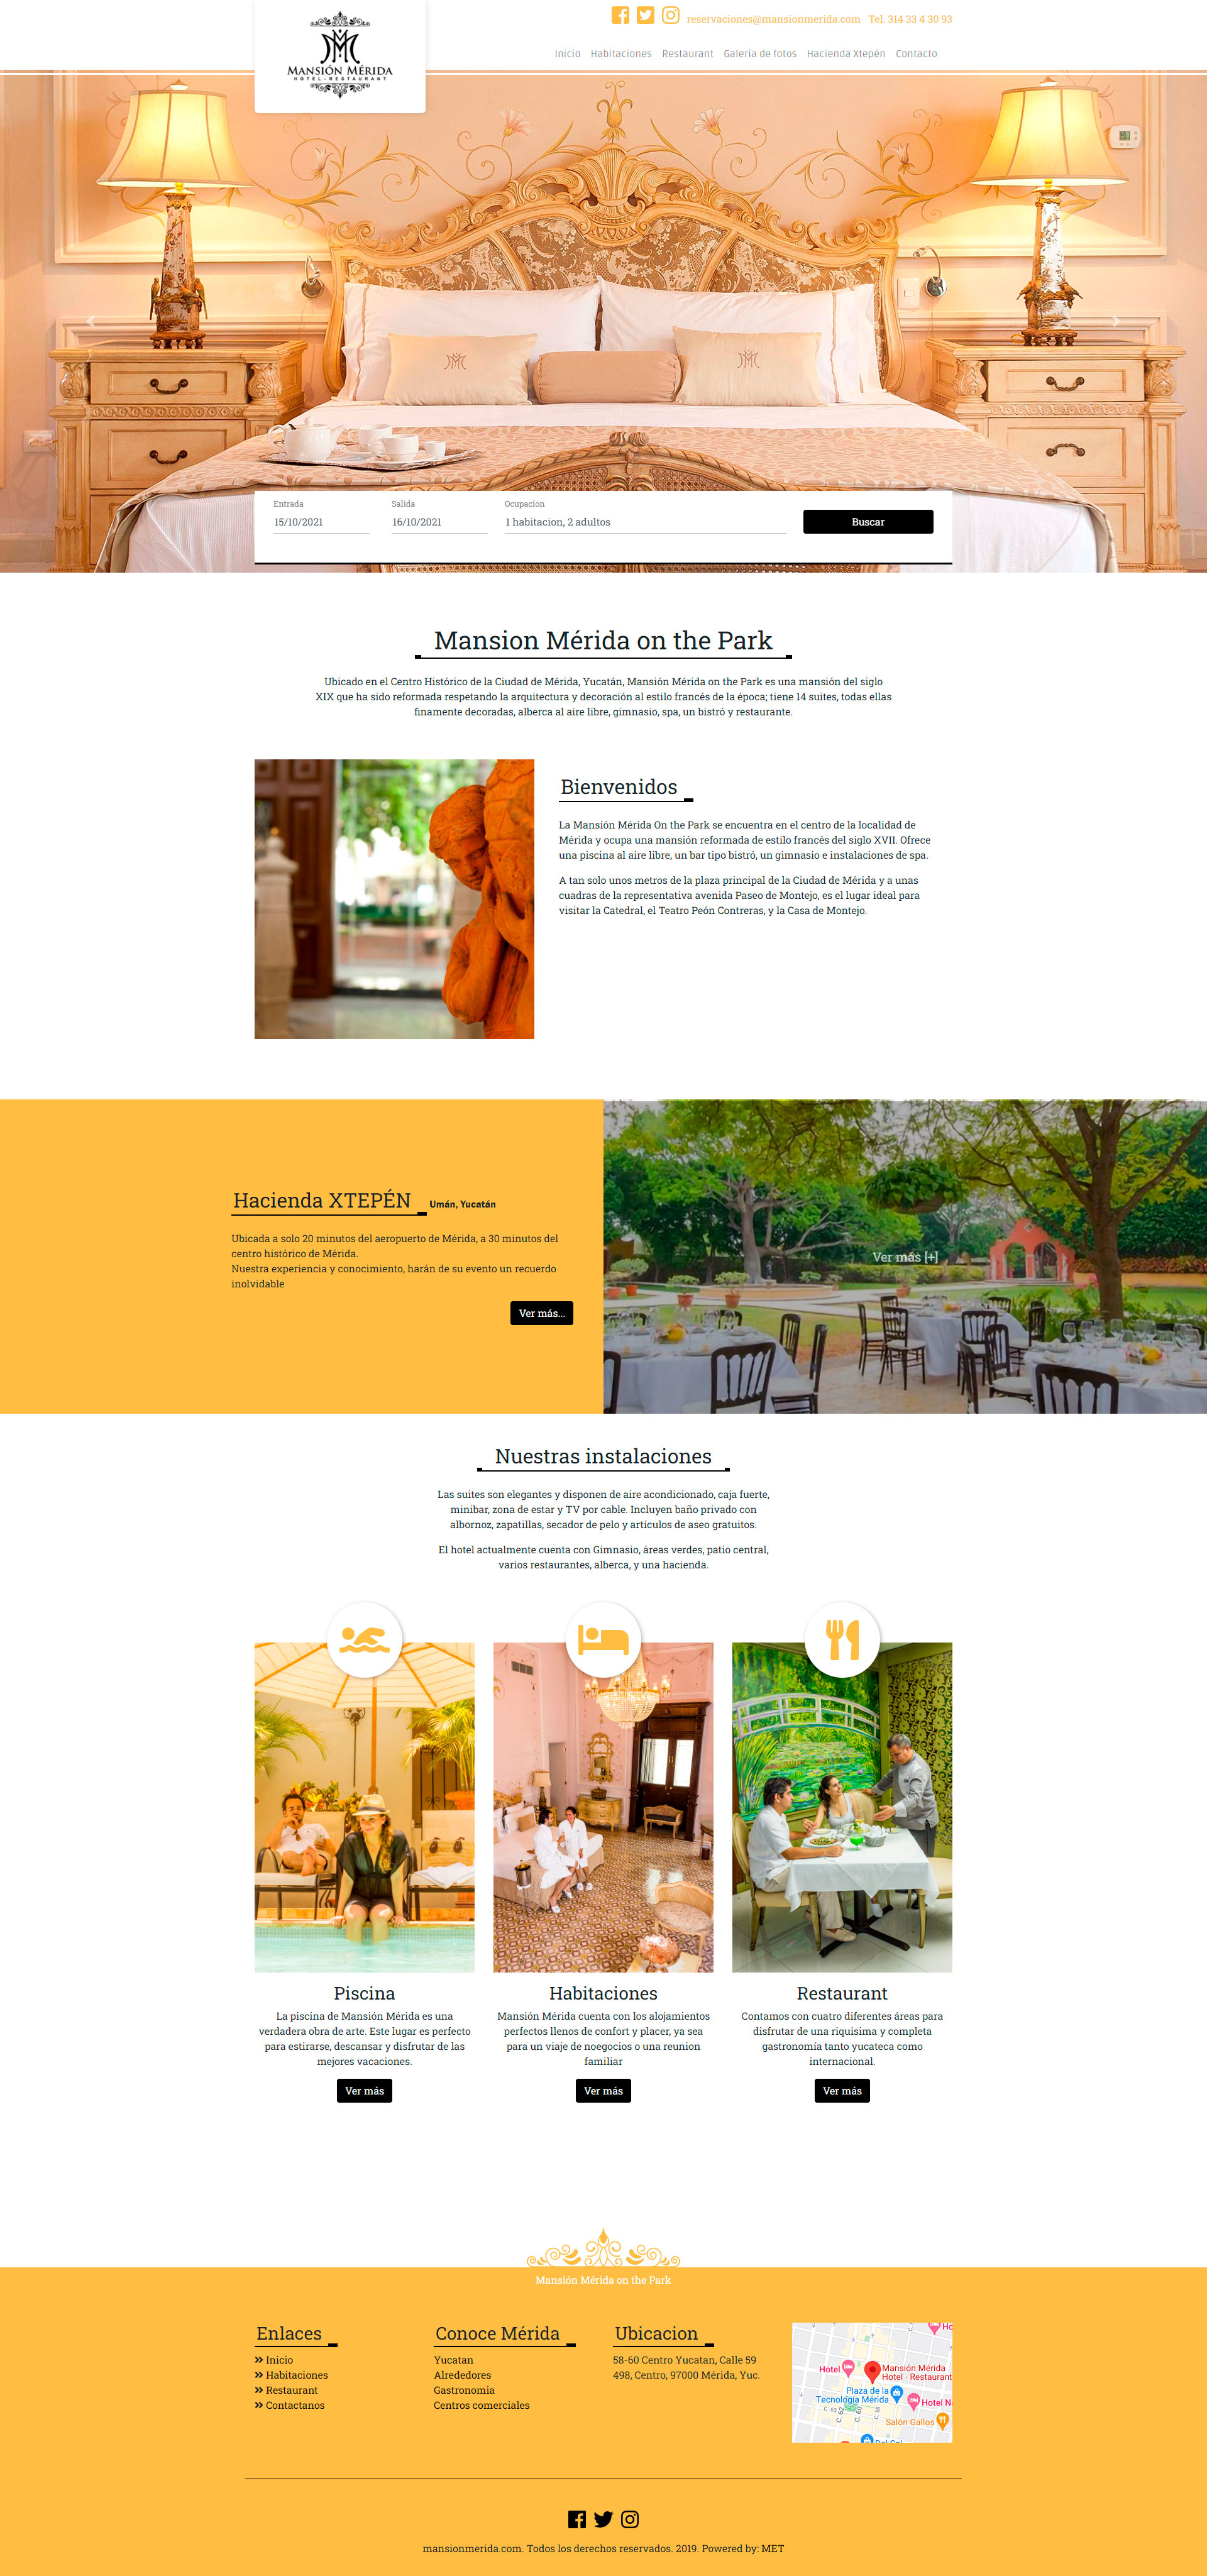 MANSIÓN MÉRIDA
HOTEL-RESTAURANT
reservaciones@mansionmerida.com Tel. 314 33 4 30 93
Inicio Habitaciones Restaurant Galería de fotos Hacienda Xtepén Contacto
Entrada Salida Ocupacion
15/10/2021 16/10/2021 1 habitacion, 2 adultos Buscar
Mansion Mérida on the Park
Ubicado en el Centro Histórico de la Ciudad de Mérida, Yucatán, Mansión Mérida on the Park es una mansión del siglo
XIX que ha sido reformada respetando la arquitectura y decoración al estilo francés de la época; tiene 14 suites, todas ellas
finamente decoradas, alberca al aire libre, gimnasio, spa, un bistró y restaurante.
Bienvenidos
La Mansión Mérida On the Park se encuentra en el centro de la localidad de
Mérida y ocupa una mansión reformada de estilo francés del siglo XVII. Ofrece
una piscina al aire libre, un bar tipo bistró, un gimnasio e instalaciones de spa.
A tan solo unos metros de la plaza principal de la Ciudad de Mérida y a unas
cuadras de la representativa avenida Paseo de Montejo, es el lugar ideal para
visitar la Catedral, el Teatro Peón Contreras, y la Casa de Montejo.
Hacienda XTEPÉN Umán, Yucatán
Ubicada a solo 20 minutos del aeropuerto de Mérida, a 30 minutos del
centro histórico de Mérida.
Nuestra experiencia y conocimiento, harán de su evento un recuerdo
inolvidable
Ver más...
Ver más [+]
Nuestras instalaciones
Las suites son elegantes y disponen de aire acondicionado, caja fuerte,
minibar, zona de estar y TV por cable. Incluyen baño privado con
albornoz, zapatillas, secador de pelo y artículos de aseo gratuitos.
El hotel actualmente cuenta con Gimnasio, áreas verdes, patio central,
varios restaurantes, alberca, y una hacienda.
Piscina
La piscina de Mansión Mérida es una
verdadera obra de arte. Este lugar es perfecto
para estirarse, descansar y disfrutar de las
mejores vacaciones.
Ver más
Habitaciones
Mansión Mérida cuenta con los alojamientos
perfectos llenos de confort y placer, ya sea
para un viaje de noegocios o una reunion
familiar
Ver más
Restaurant
Contamos con cuatro diferentes áreas para
disfrutar de una riquisima y completa
gastronomía tanto yucateca como
internacional.
Ver más
Mansión Mérida on the Park
Enlaces
Inicio
Habitaciones
Restaurant
Contactanos
Conoce Mérida
Yucatan
Alrededores
Gastronomia
Centros comerciales
Ubicacion
58-60 Centro Yucatan, Calle 59
498, Centro, 97000 Mérida, Yuc.
Hotel
Mansión Mérida
Hotel - Restaurant
Plaza de la
Tecnología Mérida
Hotel
C. 63
Salón Gallos
mansionmerida.com. Todos los derechos reservados. 2019. Powered by: MET